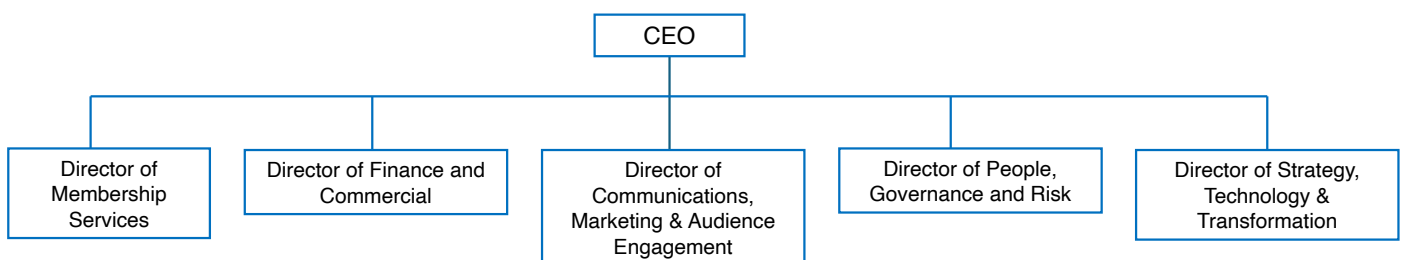 CEO
Director of
Membership
Services
Director of Finance and
Commercial
Director of
Communications,
Marketing & Audience
Engagement
Director of People,
Governance and Risk
Director of Strategy,
Technology &
Transformation